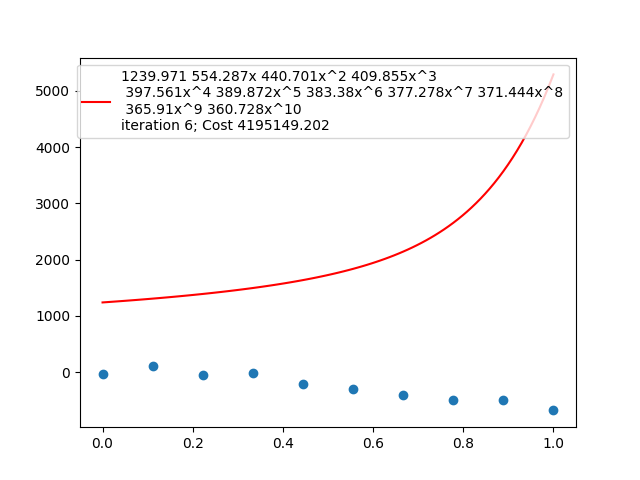 1239.971 554.287x 440.701x^2 409.855x^3
397.561x^4 389.872x^5 383.38x^6 377.278x^7 371.444x^8
365.91x^9 360.728x^10
iteration 6; Cost 4195149.202
5000
4000
3000
2000
1000
0
0.0 0.2 0.4 0.6 0.8 1.0